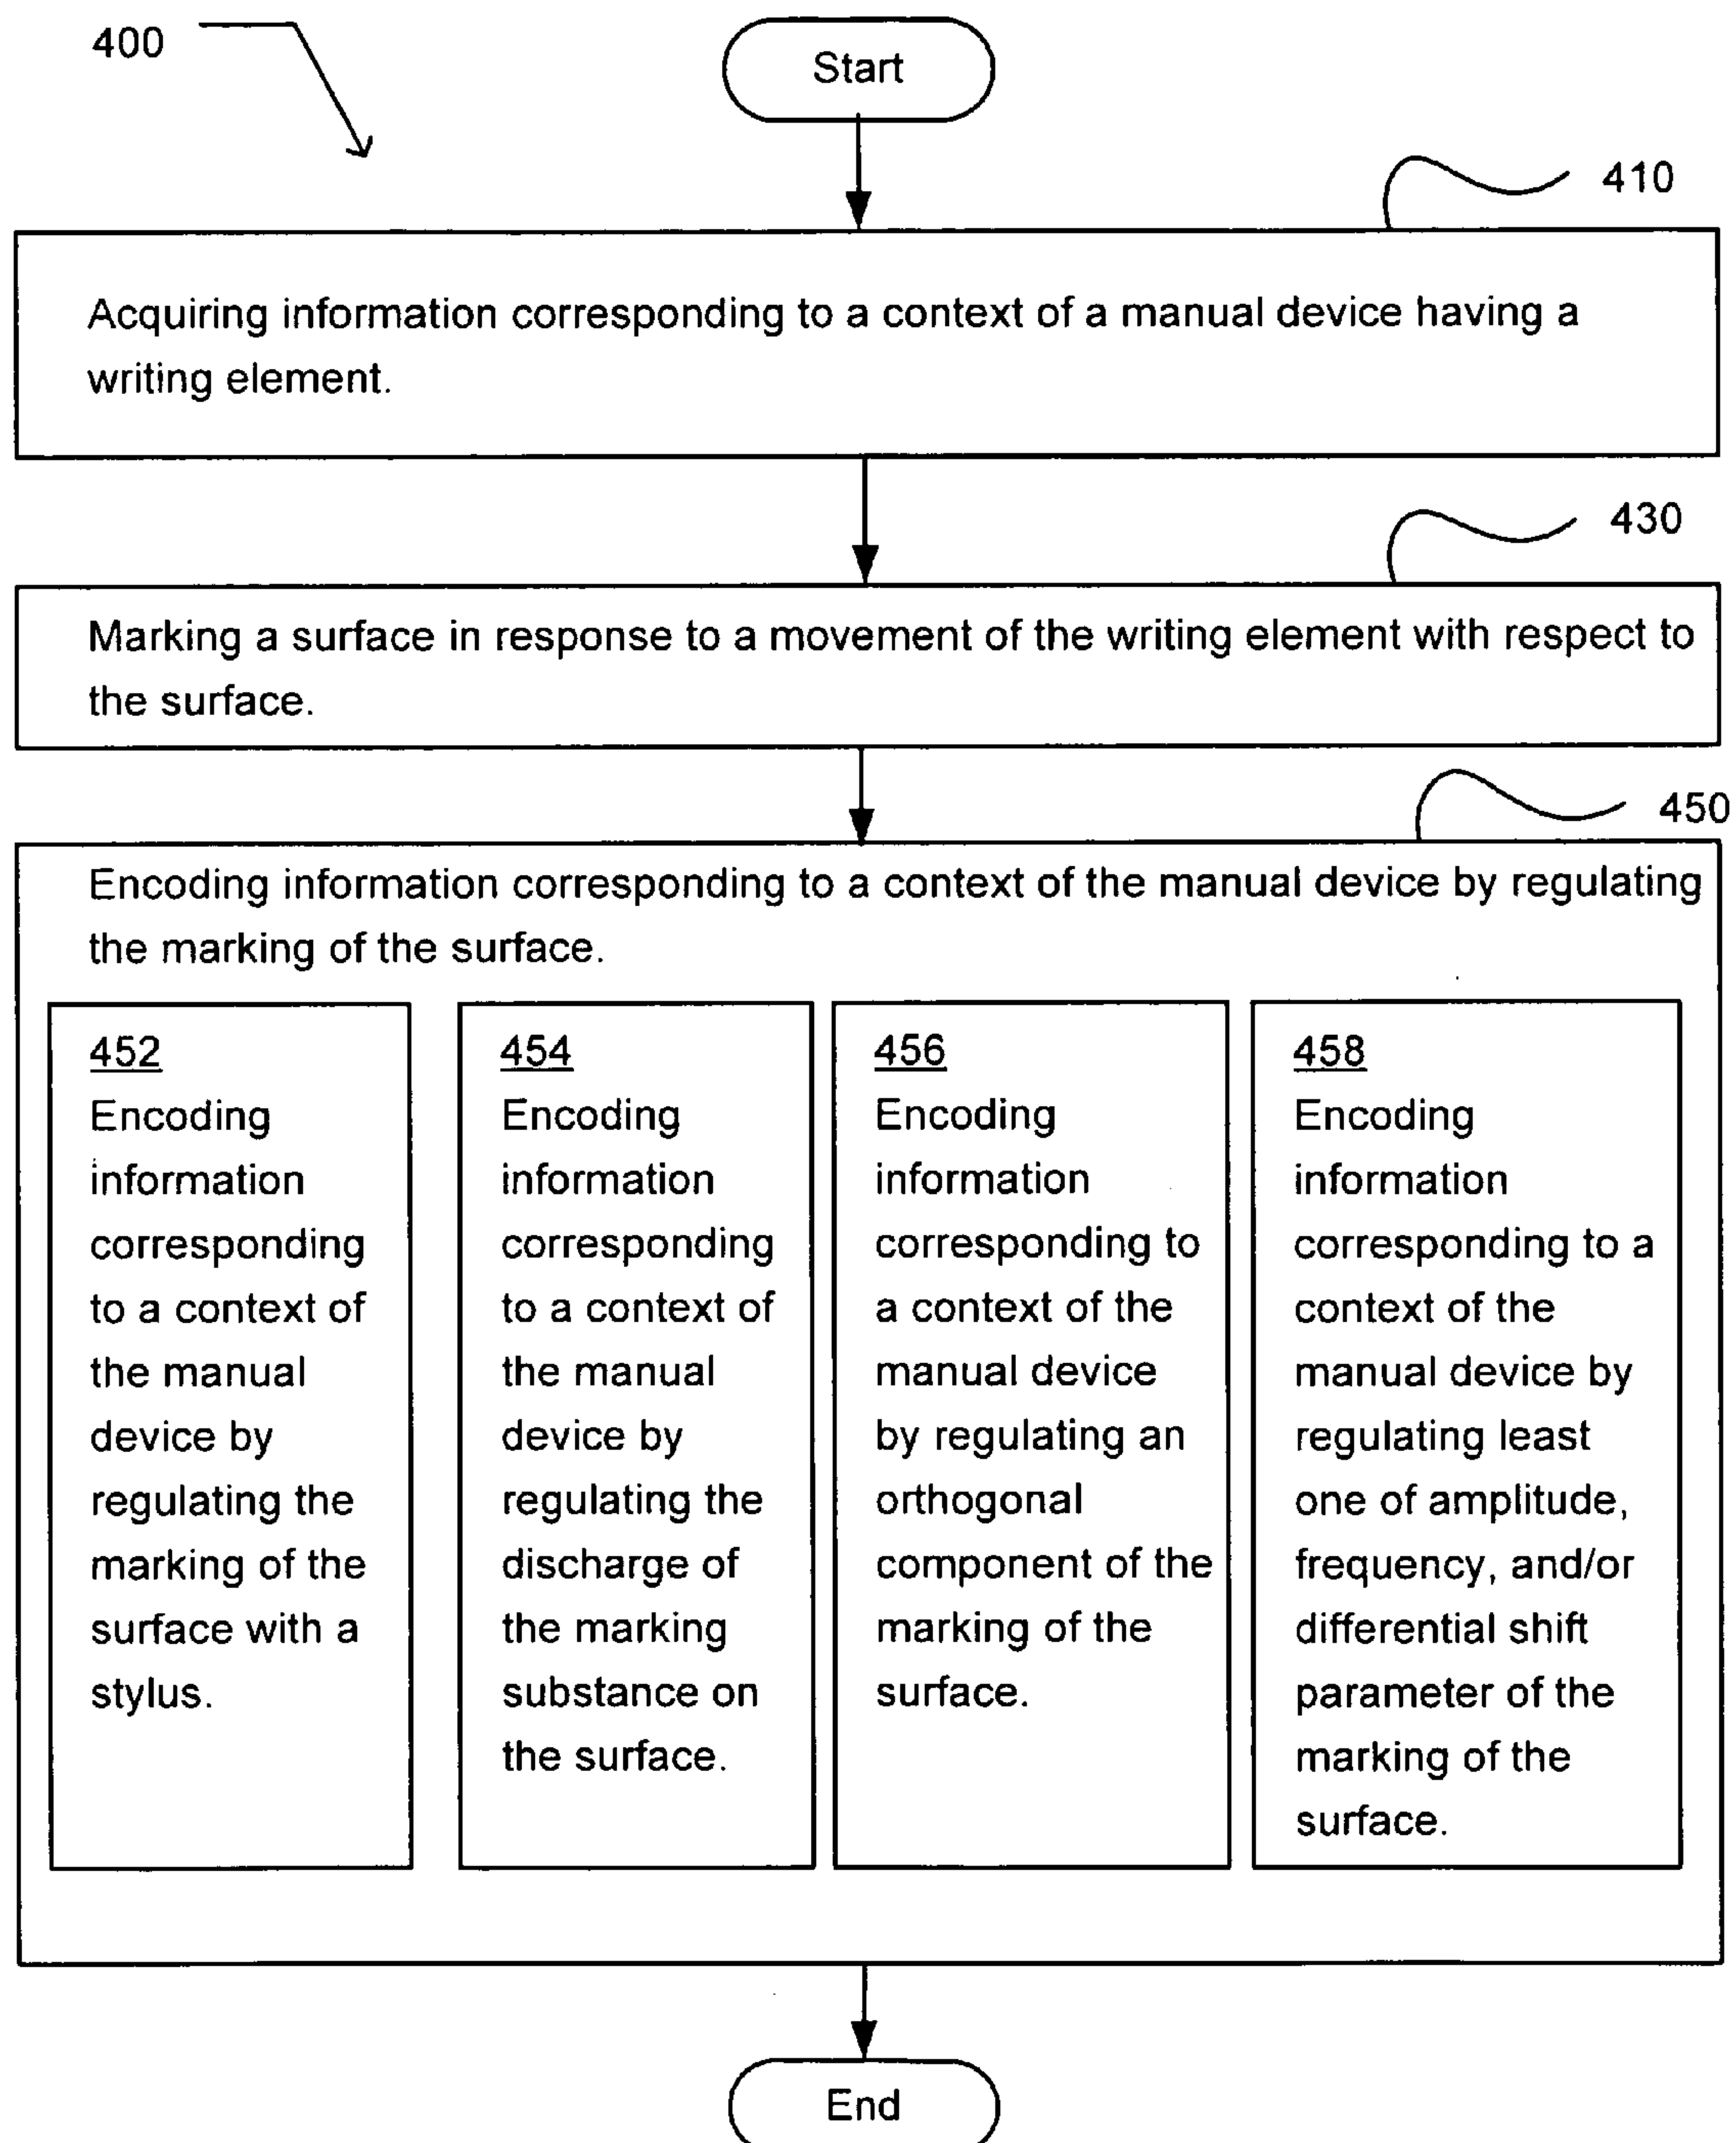 400
Start
410
Acquiring information corresponding to a context of a manual device having a
writing element.
430
Marking a surface in response to a movement of the writing element with respect to
the surface.
450
Encoding information corresponding to a context of the manual device by regulating
the marking of the surface.
452
Encoding
information
corresponding
to a context of
the manual
device by
regulating the
marking of the
surface with a
stylus.
454
Encoding
information
corresponding
to a context of
the manual
device by
regulating the
discharge of
the marking
substance on
the surface.
456
Encoding
information
corresponding to
a context of the
manual device
by regulating an
orthogonal
component of the
marking of the
surface.
458
Encoding
information
corresponding to a
context of the
manual device by
regulating least
one of amplitude,
frequency, and/or
differential shift
parameter of the
marking of the
surface.
End